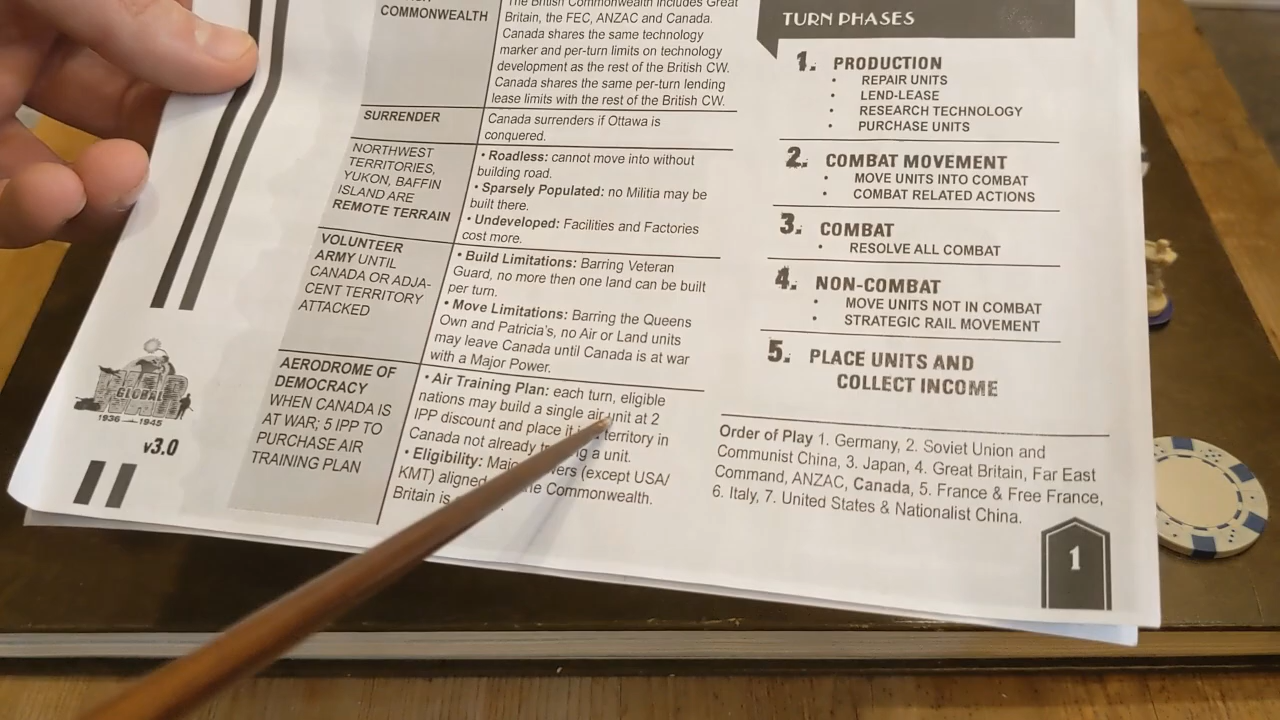 COMMONWEALTH
The British Commonwealth includes Great
Britain, the FEC, ANZAC and Canada.
Canada shares the same technology
marker and per-turn limits on technology
development as the rest of the British CW.
Canada shares the same per-turn lending
lease limits with the rest of the British CW.
SURRENDER
Canada surrenders if Ottawa is
conquered.
NORTHWEST
TERRITORIES,
YUKON, BAFFIN
ISLAND ARE
REMOTE TERRAIN
• Roadless: cannot move into without
building road.
• Sparsely Populated: no Militia may be
built there.
• Undeveloped: Facilities and Factories
cost more.
VOLUNTEER
ARMY UNTIL
CANADA OR ADJA-
CENT TERRITORY
ATTACKED
• Build Limitations: Barring Veteran
Guard, no more then one land can be built
per turn.
• Move Limitations: Barring the Queens
Own and Patricia's, no Air or Land units
may leave Canada until Canada is at war
with a Major Power.
AERODROME OF
DEMOCRACY
WHEN CANADA IS
AT WAR; 5 IPP TO
PURCHASE AIR
TRAINING PLAN
• Air Training Plan: each turn, eligible
nations may build a single air unit at 2
IPP discount and place it territory in
Canada not already a unit.
• Eligibility: (except USA/
KMT) aligned Commonwealth.
Britain is
GLOBAL
WAR
1936 1945
v3.0
TURN PHASES
1. PRODUCTION
• REPAIR UNITS
• LEND-LEASE
• RESEARCH TECHNOLOGY
• PURCHASE UNITS
2. COMBAT MOVEMENT
• MOVE UNITS INTO COMBAT
• COMBAT RELATED ACTIONS
3. COMBAT
• RESOLVE ALL COMBAT
4. NON-COMBAT
• MOVE UNITS NOT IN COMBAT
• STRATEGIC RAIL MOVEMENT
5. PLACE UNITS AND
COLLECT INCOME
Order of Play 1. Germany, 2. Soviet Union and
Communist China, 3. Japan, 4. Great Britain, Far East
Command, ANZAC, Canada, 5. France & Free France,
6. Italy, 7. United States & Nationalist China.
1